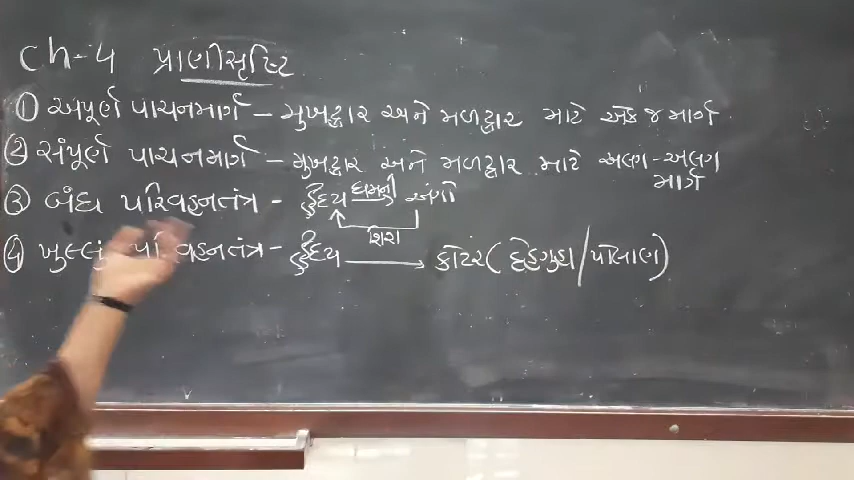 Ch-4 પ્રાણીસૃષ્ટિ
① અપૂર્ણ પાચનમાર્ગ – મુખદ્વાર અને મળદ્વાર માટે એક જ માર્ગ
② સંપૂર્ણ પાચનમાર્ગ – મુખદ્વાર અને મળદ્વાર માટે અલગ-અલગ
માર્ગ
③ બંધ પરિવહનતંત્ર – હૃદય ધમની અંગો
શિરા
④ ખુલ્લું પરિવહનતંત્ર – હૃદય → કોટર (દેહગુહા/પોલાણ)